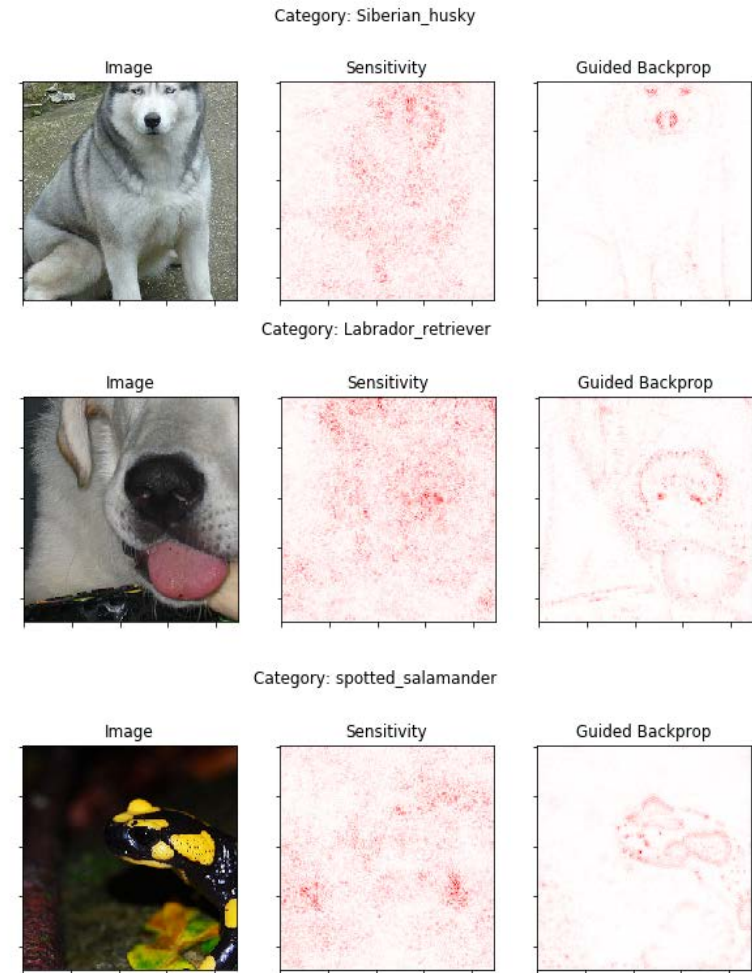 Category: Siberian_husky
Image
Sensitivity
Guided Backprop
Category: Labrador_retriever
Image
Sensitivity
Guided Backprop
Category: spotted_salamander
Image
Sensitivity
Guided Backprop